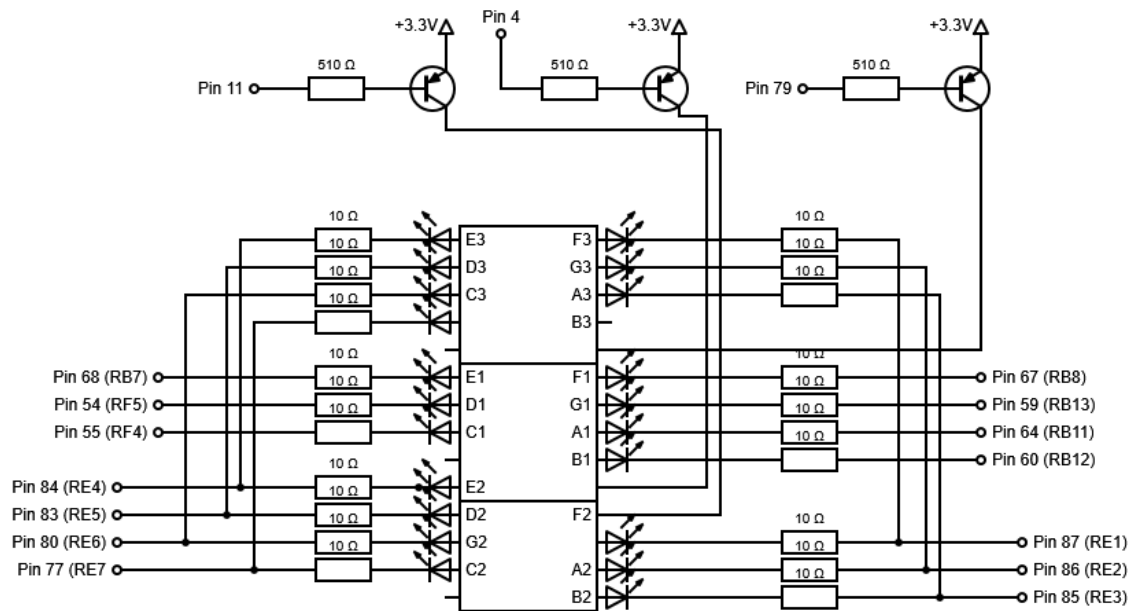 Pin 4
+3.3V +3.3V +3.3V
510 Ω 510 Ω 510 Ω
Pin 11 Pin 79
10 Ω 10 Ω
10 Ω E3 F3 10 Ω
10 Ω D3 G3 10 Ω
10 Ω C3 A3
B3
10 Ω 10 Ω
Pin 68 (RB7) 10 Ω E1 F1 10 Ω Pin 67 (RB8)
Pin 54 (RF5) 10 Ω D1 G1 10 Ω Pin 59 (RB13)
Pin 55 (RF4) C1 A1 10 Ω Pin 64 (RB11)
B1 Pin 60 (RB12)
10 Ω
Pin 84 (RE4) 10 Ω E2
Pin 83 (RE5) 10 Ω D2 F2 10 Ω
Pin 80 (RE6) 10 Ω G2 10 Ω Pin 87 (RE1)
Pin 77 (RE7 C2 A2 10 Ω Pin 86 (RE2)
B2 Pin 85 (RE3)